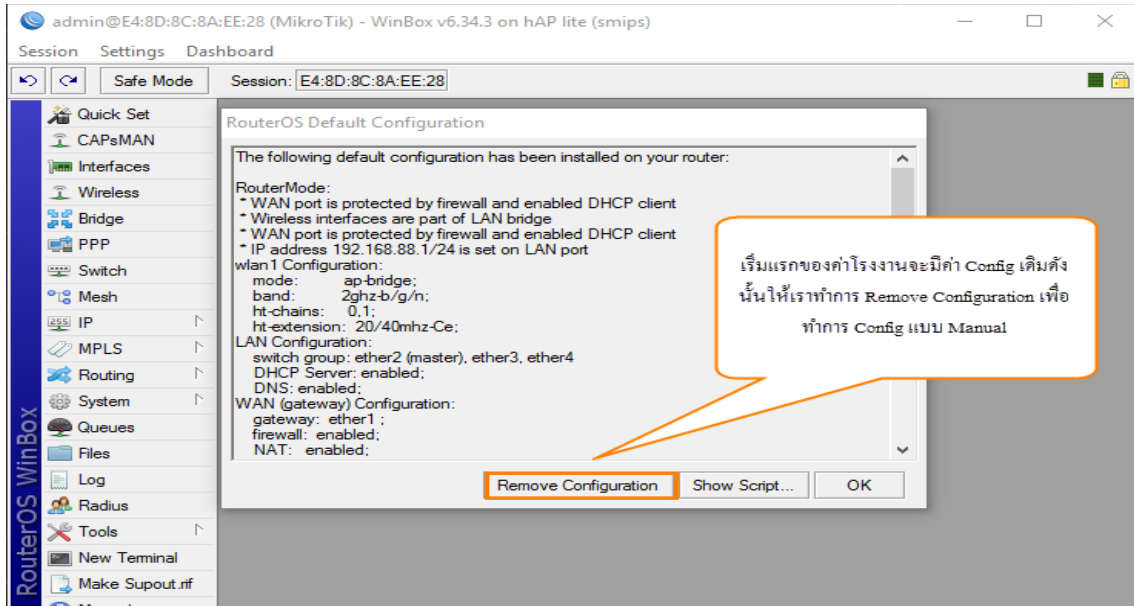 admin@E4:8D:8C:8A:EE:28 (MikroTik) - WinBox v6.34.3 on hAP lite (smips)
Session Settings Dashboard
Safe Mode Session: E4:8D:8C:8A:EE:28
Quick Set
CAPsMAN
Interfaces
Wireless
Bridge
PPP
Switch
Mesh
IP
MPLS
Routing
System
Queues
Files
Log
Radius
Tools
New Terminal
Make Supout.rif
RouterOS WinBox
RouterOS Default Configuration
The following default configuration has been installed on your router:
RouterMode:
* WAN port is protected by firewall and enabled DHCP client
* Wireless interfaces are part of LAN bridge
* WAN port is protected by firewall and enabled DHCP client
* IP address 192.168.88.1/24 is set on LAN port
wlan1 Configuration:
mode: ap-bridge;
band: 2ghz-b/g/n;
ht-chains: 0,1;
ht-extension: 20/40mhz-Ce;
LAN Configuration:
switch group: ether2 (master), ether3, ether4
DHCP Server: enabled;
DNS: enabled;
WAN (gateway) Configuration:
gateway: ether1 ;
firewall: enabled;
NAT: enabled;
Remove Configuration Show Script... OK
เริ่มแรกของค่าโรงงานจะมีค่า Config เดิมดัง
นั้นให้เราทำการ Remove Configuration เพื่อ
ทำการ Config แบบ Manual